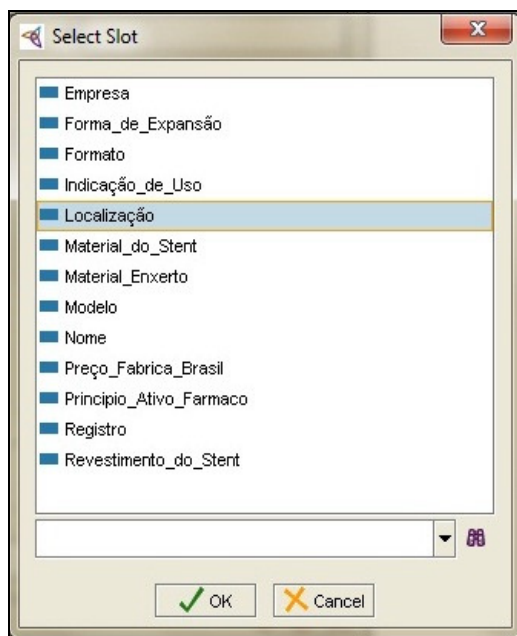 Select Slot
Empresa
Forma_de_Expansão
Formato
Indicação_de_Uso
Localização
Material_do_Stent
Material_Enxerto
Modelo
Nome
Preço_Fabrica_Brasil
Principio_Ativo_Farmaco
Registro
Revestimento_do_Stent
OK Cancel